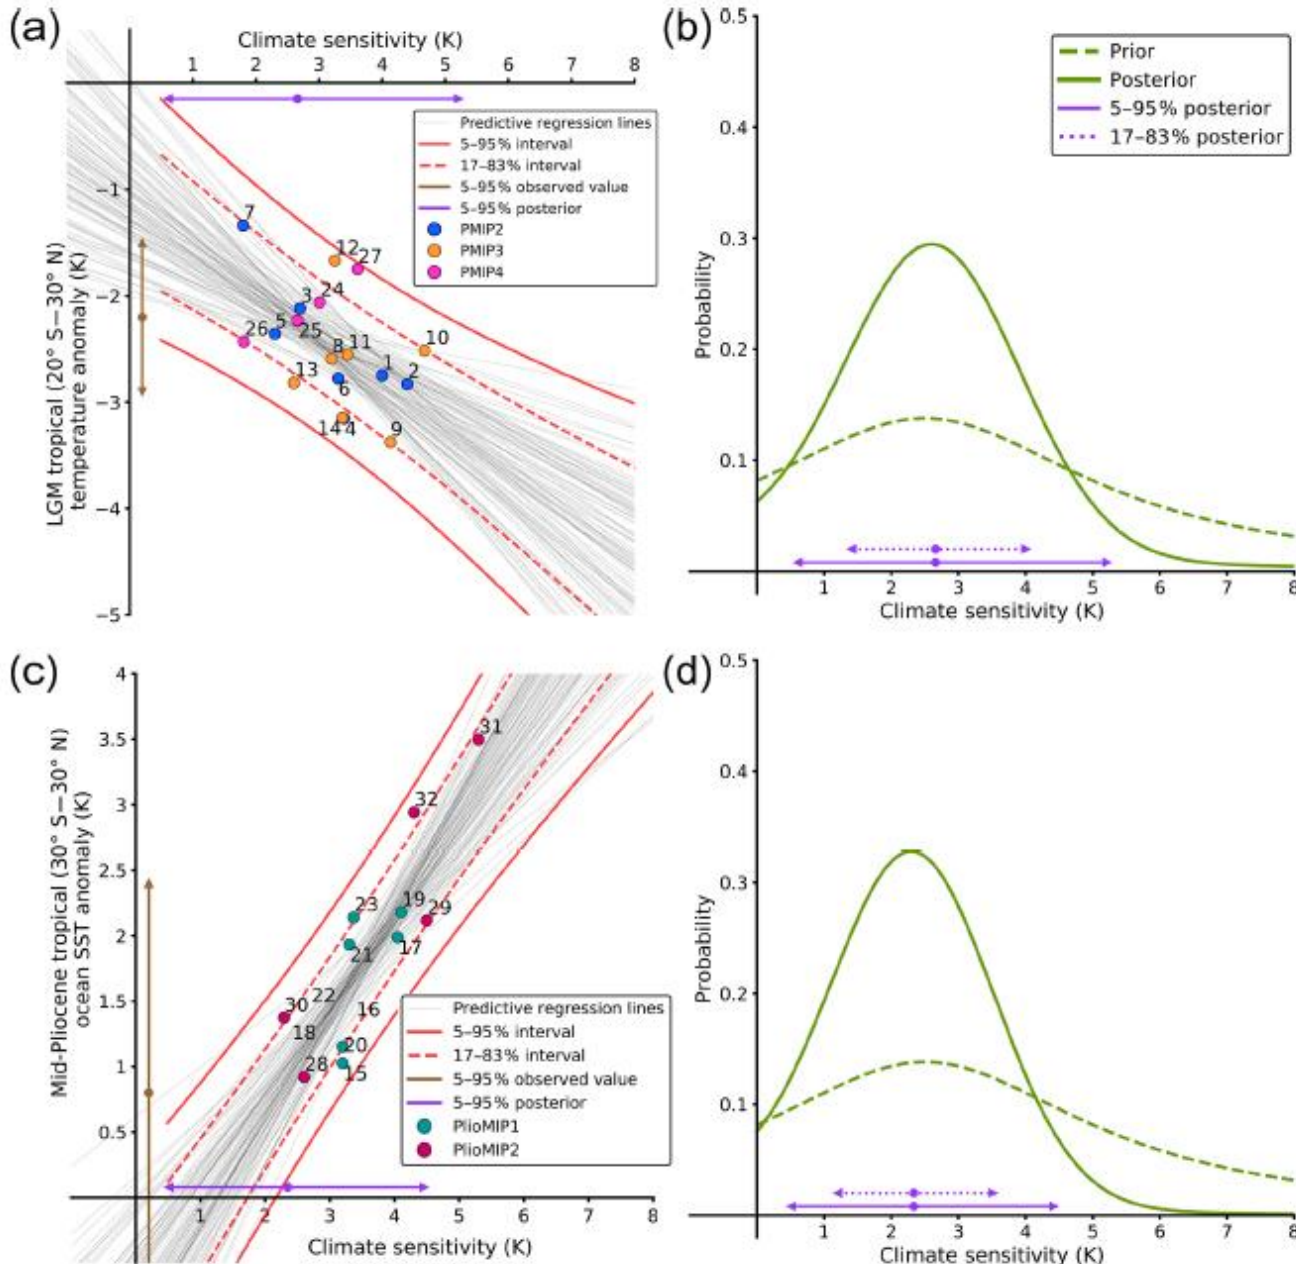 (a)
Climate sensitivity (K)
1 2 3 4 5 6 7 8
Predictive regression lines
5–95% interval
17–83% interval
5–95% observed value
5–95% posterior
PMIP2
PMIP3
PMIP4
LGM tropical (20° S—30° N)
temperature anomaly (K)
−1
−2
−3
−4
−5
7
12
27
24
3
5
25
26
8
11
10
13
6
1
2
14
4
9
(b)
0.5
0.4
0.3
0.2
0.1
Probability
Prior
Posterior
5–95% posterior
17–83% posterior
1 2 3 4 5 6 7 8
Climate sensitivity (K)
(c)
Mid-Pliocene tropical (30° S—30° N)
ocean SST anomaly (K)
4
3.5
3
2.5
2
1.5
1
0.5
31
32
23
19
29
21
17
30
22
16
18
20
28
15
Predictive regression lines
5–95% interval
17–83% interval
5–95% observed value
5–95% posterior
PlioMIP1
PlioMIP2
1 2 3 4 5 6 7 8
Climate sensitivity (K)
(d)
0.5
0.4
0.3
0.2
0.1
Probability
1 2 3 4 5 6 7 8
Climate sensitivity (K)